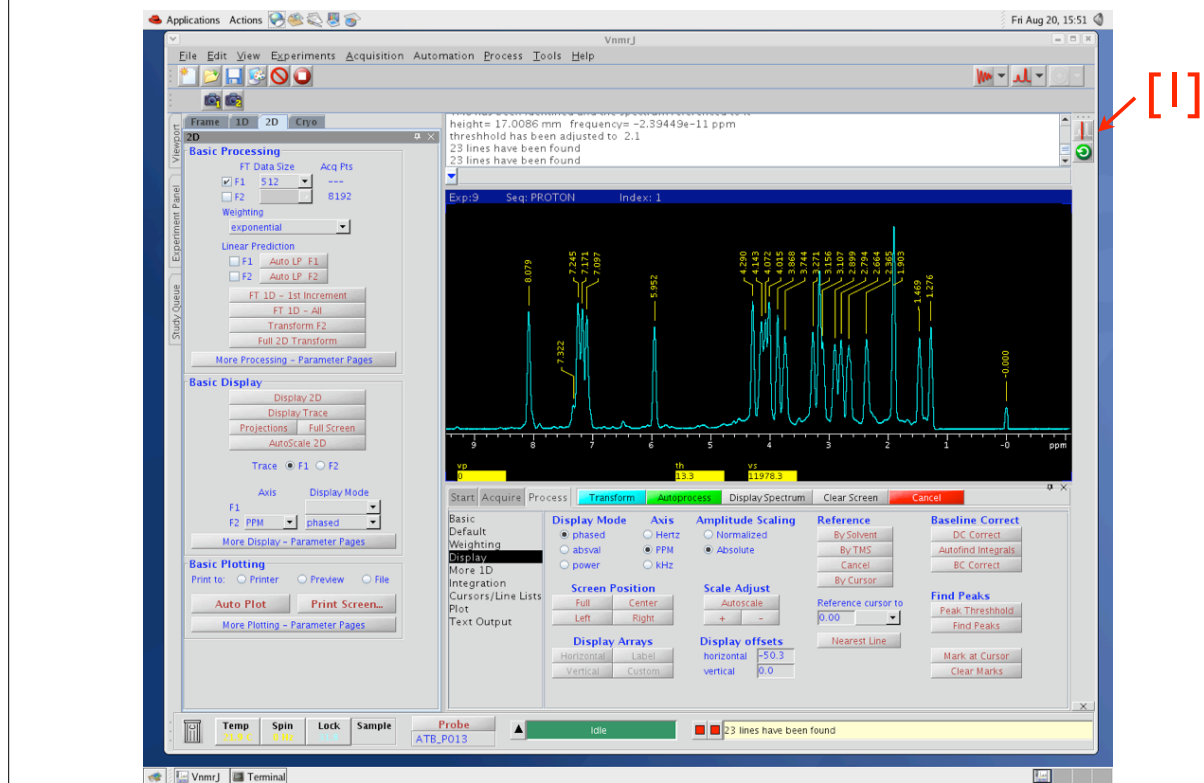 Applications Actions
Fri Aug 20, 15:51
VnmrJ
File Edit View Experiments Acquisition Automation Process Tools Help
[1]
Viewport
Experiment Panel
Study Queue
Frame 1D 2D Cryo
2D
Basic Processing
FT Data Size Acq Pts
F1 512 ---
F2 8192
Weighting
exponential
Linear Prediction
F1 Auto LP F1
F2 Auto LP F2
FT 1D – 1st Increment
FT 1D – All
Transform F2
Full 2D Transform
More Processing – Parameter Pages
Basic Display
Display 2D
Display Trace
Projections Full Screen
AutoScale 2D
Trace F1 F2
Axis Display Mode
F1
F2 PPM phased
More Display – Parameter Pages
Basic Plotting
Print to: Printer Preview File
Auto Plot Print Screen...
More Plotting – Parameter Pages
height= 17.0086 mm frequency= -2.39449e-11 ppm
threshhold has been adjusted to 2.1
23 lines have been found
23 lines have been found
Exp:9 Seq: PROTON Index: 1
8.079
7.322
7.245
7.171
7.097
5.952
4.290
4.143
4.072
4.015
3.868
3.744
3.271
3.156
3.107
2.899
2.794
2.664
2.365
1.903
1.469
1.276
-0.000
9 8 7 6 5 4 3 2 1 -0 ppm
vp th vs
0 13.3 11978.3
Start Acquire Process Transform Autoprocess Display Spectrum Clear Screen Cancel
Basic
Default
Weighting
Display
More 1D
Integration
Cursors/Line Lists
Plot
Text Output
Display Mode
phased
absval
power
Axis
Hertz
PPM
kHz
Amplitude Scaling
Normalized
Absolute
Reference
By Solvent
By TMS
Cancel
By Cursor
Reference cursor to
0.00
Nearest Line
Baseline Correct
DC Correct
Autofind Integrals
BC Correct
Screen Position
Full Center
Left Right
Scale Adjust
Autoscale
+ -
Find Peaks
Peak Threshold
Find Peaks
Mark at Cursor
Clear Marks
Display Arrays
Horizontal Label
Vertical Custom
Display offsets
horizontal -50.3
vertical 0.0
Temp Spin Lock Sample
Probe
ATB_P013
Idle
23 lines have been found
VnmrJ Terminal